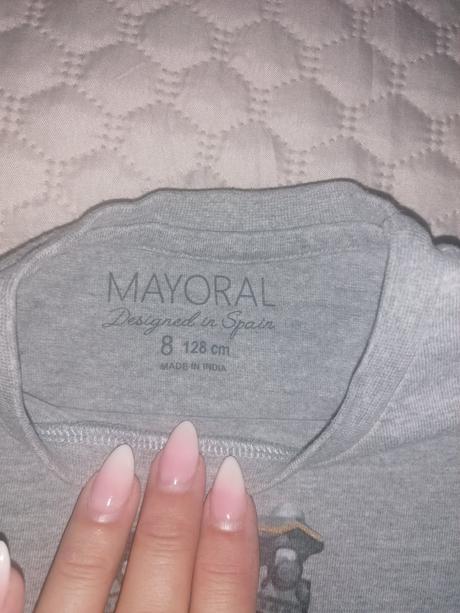 MAYORAL
Designed in Spain
8 128 cm
MADE IN INDIA